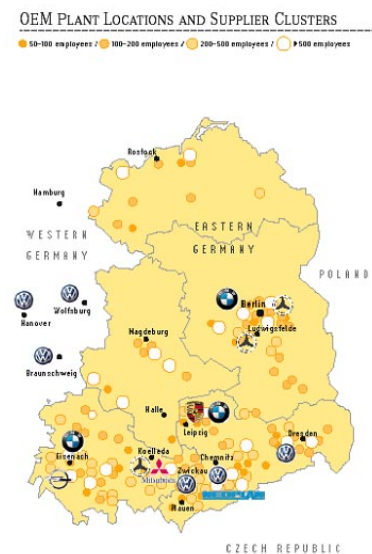 OEM PLANT LOCATIONS AND SUPPLIER CLUSTERS
50-100 employees / 100-200 employees / 200-500 employees / > 500 employees
Rostock
Hamburg
WESTERN
GERMANY
EASTERN
GERMANY
POLAND
Wolfsburg
Hanover
Berlin
Ludwigsfelde
Magdeburg
Braunschweig
Halle
Leipzig
Eisenach
Koelleda
Mitsubishi
Chemnitz
Dresden
Zwickau
Plauen
CZECH REPUBLIC